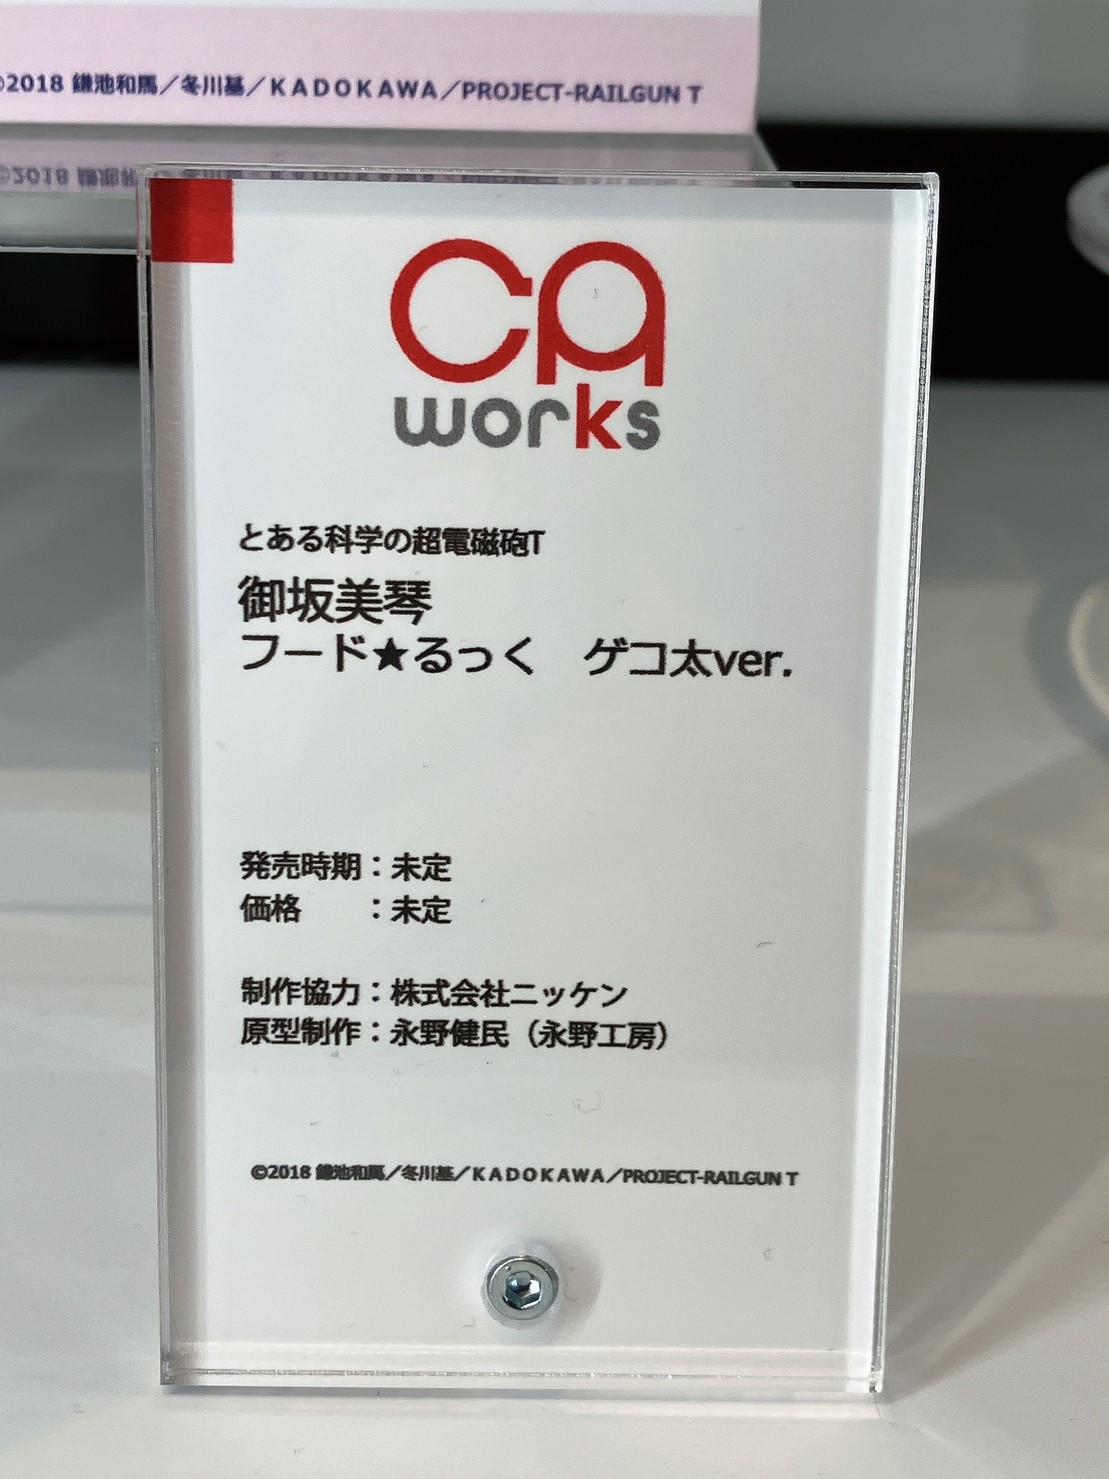 ©2018 鎌池和馬／冬川基／KADOKAWA／PROJECT-RAILGUN T
CA
works
とある科学の超電磁砲T
御坂美琴
フード★るっく　ゲコ太ver.
発売時期：未定
価格　　：未定
制作協力：株式会社ニッケン
原型制作：永野健民（永野工房）
©2018 鎌池和馬／冬川基／KADOKAWA／PROJECT-RAILGUN T